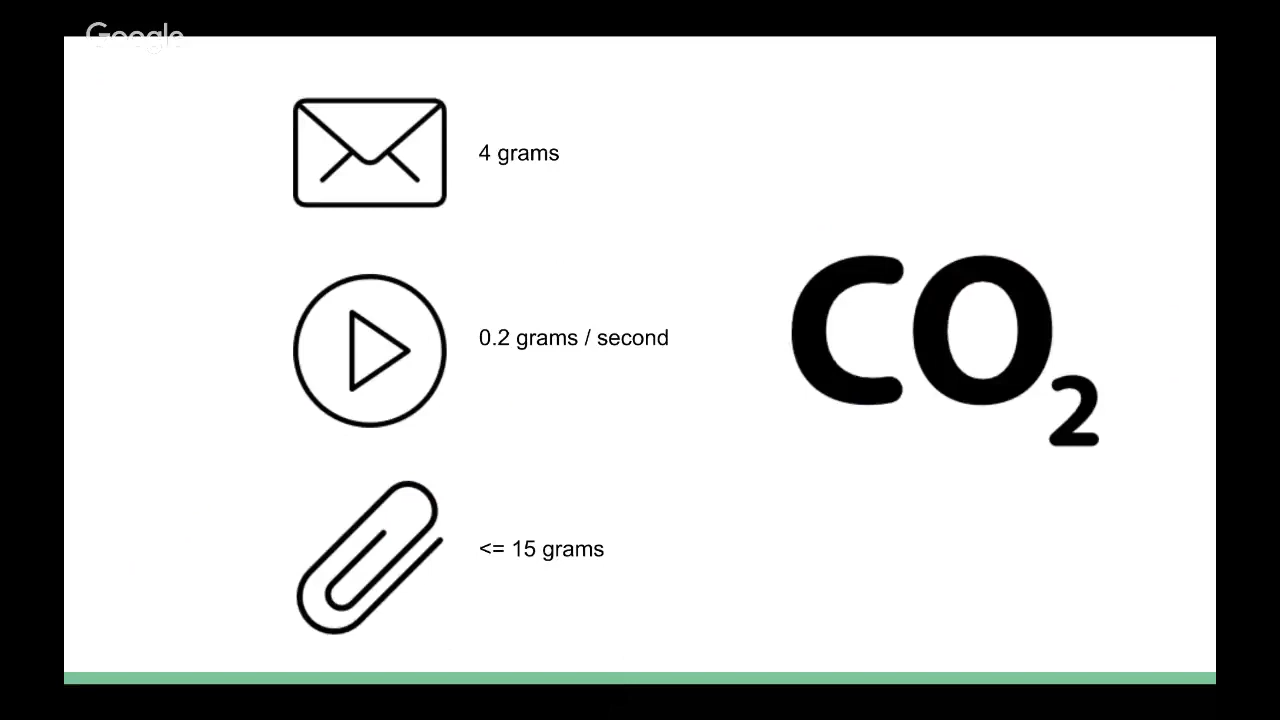 Google
4 grams
0.2 grams / second
CO₂
<= 15 grams